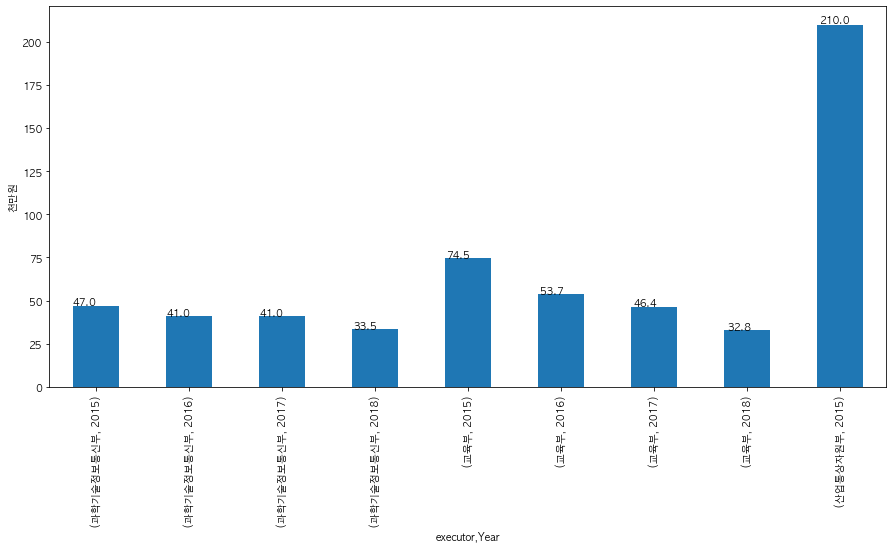 천만원
200
175
150
125
100
75
50
25
0
47.0
41.0
41.0
33.5
74.5
53.7
46.4
32.8
210.0
(과학기술정보통신부, 2015)
(과학기술정보통신부, 2016)
(과학기술정보통신부, 2017)
(과학기술정보통신부, 2018)
(교육부, 2015)
(교육부, 2016)
(교육부, 2017)
(교육부, 2018)
(산업통상자원부, 2015)
executor,Year